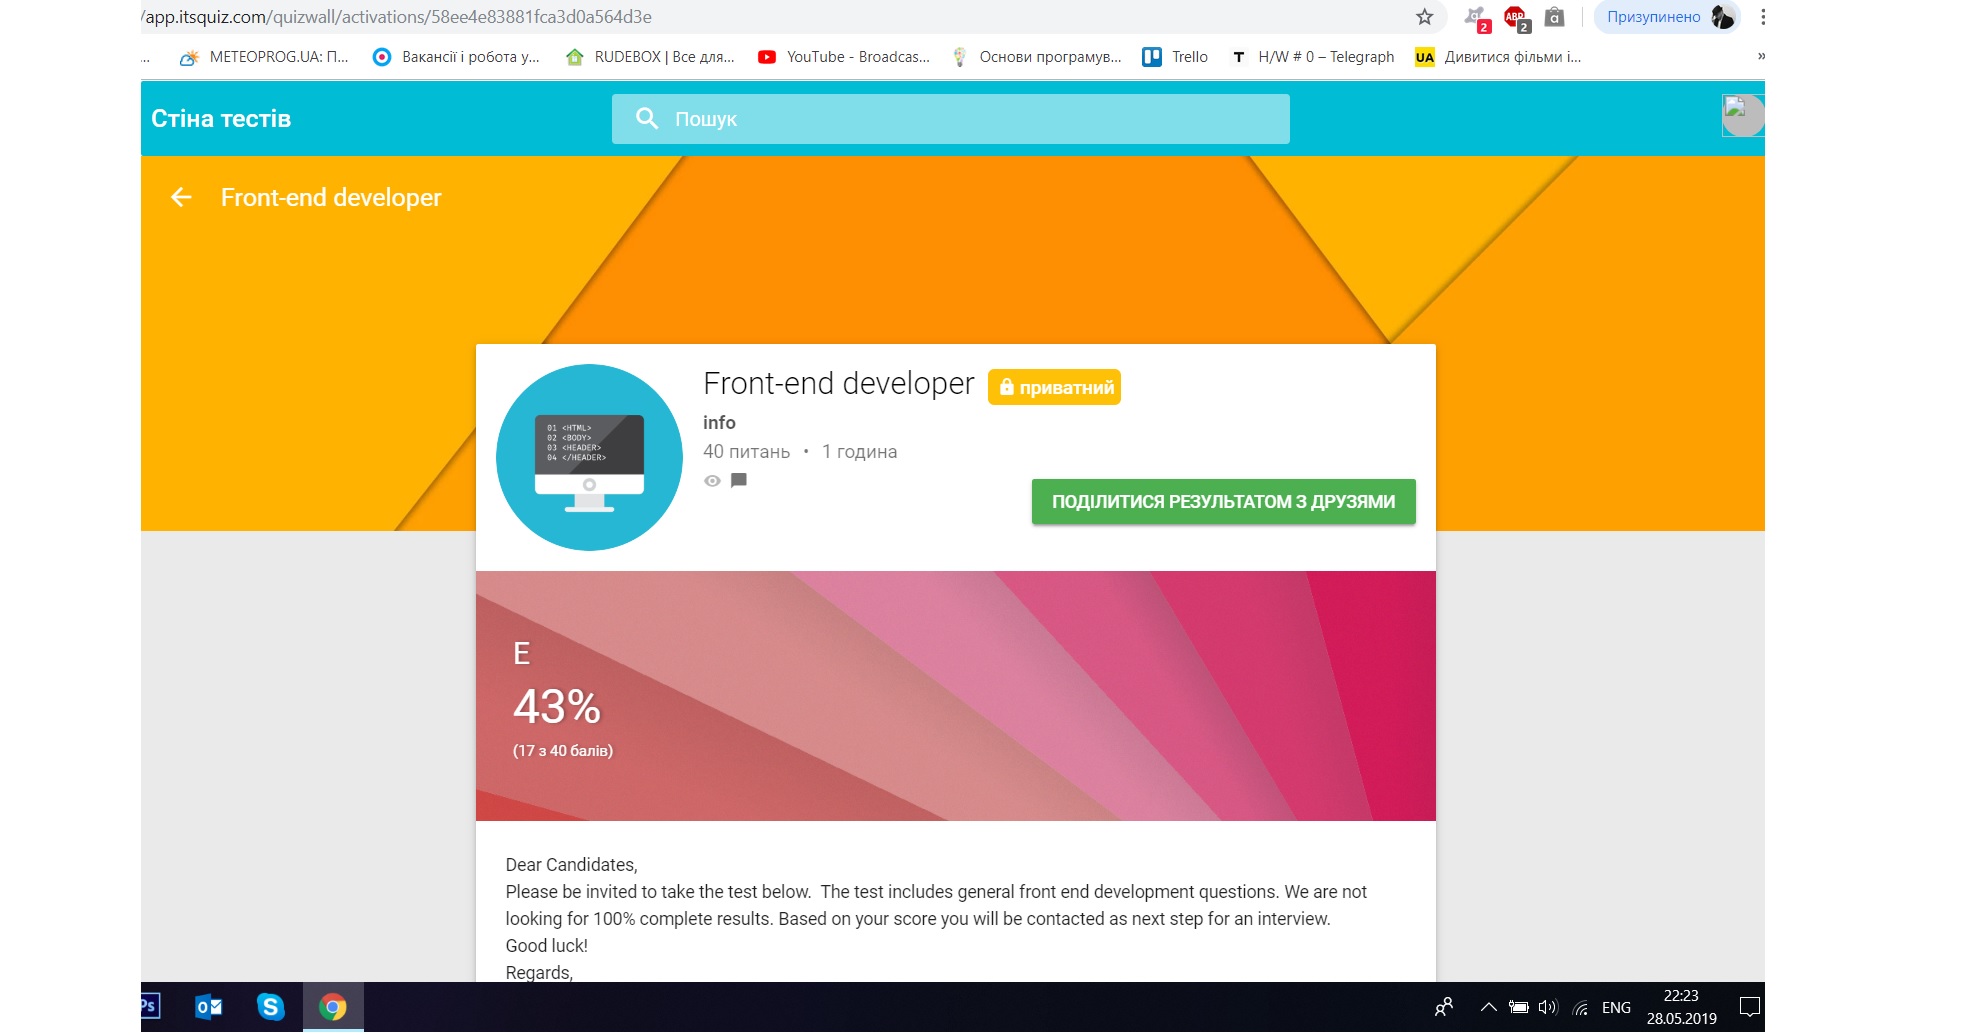 /app.itsquiz.com/quizwall/activations/58ee4e83881fca3d0a564d3e
2
ABP
2
a
Призупинено
... METEOPROG.UA: П... Вакансії і робота у... RUDEBOX | Все для... YouTube - Broadcas... Основи програмув... Trello T H/W # 0 – Telegraph UA Дивитися фільми і... »
Стіна тестів
Пошук
Front-end developer
01 <HTML>
02 <BODY>
03 <HEADER>
04 </HEADER>
Front-end developer приватний
info
40 питань • 1 година
ПОДІЛИТИСЯ РЕЗУЛЬТАТОМ З ДРУЗЯМИ
E
43%
(17 з 40 балів)
Dear Candidates,
Please be invited to take the test below. The test includes general front end development questions. We are not
looking for 100% complete results. Based on your score you will be contacted as next step for an interview.
Good luck!
Regards,
Ps
S
ENG
22:23
28.05.2019